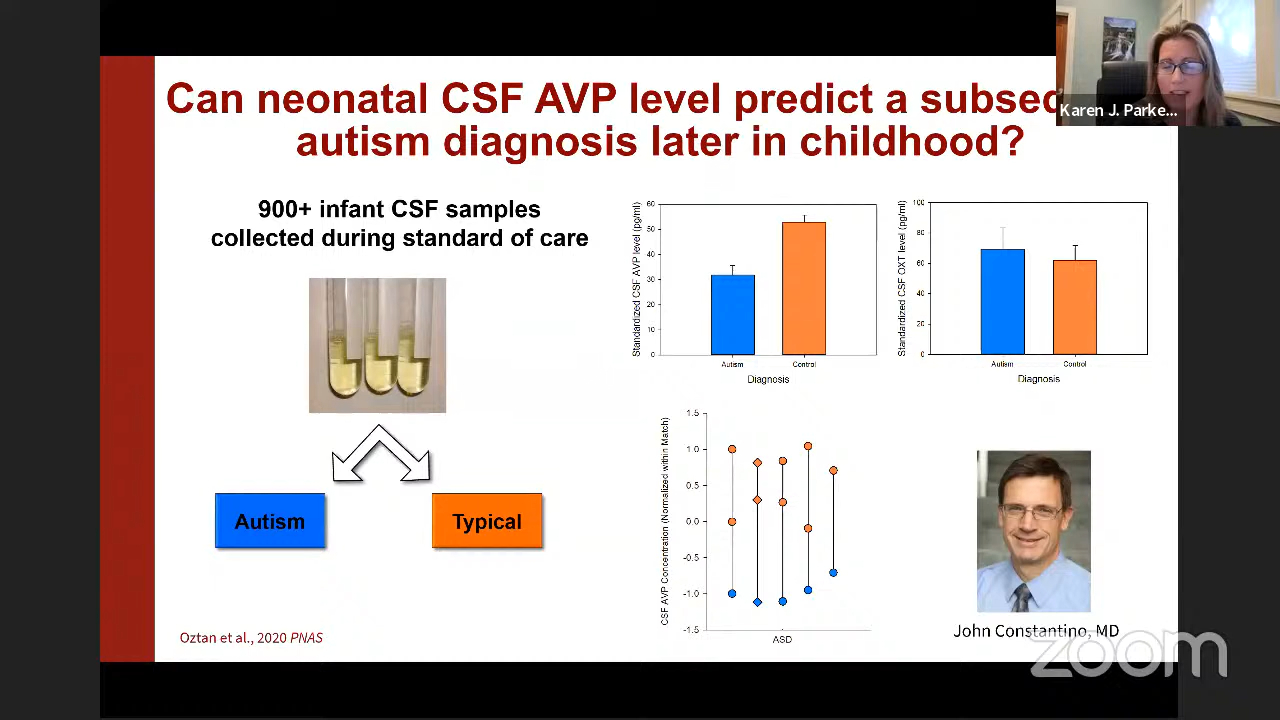 Can neonatal CSF AVP level predict a
autism diagnosis later in childhood?
Karen J. Parke...
900+ infant CSF samples
collected during standard of care
Autism
Typical
Oztan et al., 2020 PNAS
Standardized CSF AVP level (pg/ml)
60
50
40
30
20
10
0
Autism
Control
Diagnosis
Standardized CSF OXT level (pg/ml)
100
80
60
40
20
0
Autism
Control
Diagnosis
CSF AVP Concentration (Normalized within Match)
1.5
1.0
0.5
0.0
-0.5
-1.0
-1.5
ASD
John Constantino, MD
zoom